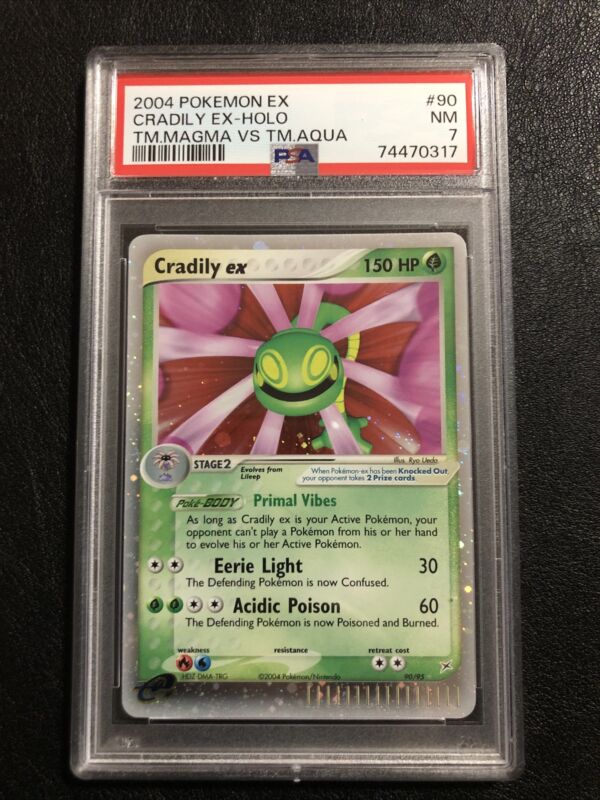 2004 POKEMON EX #90
CRADILY EX-HOLO NM
TM.MAGMA VS TM.AQUA 7
PSA 74470317
Cradily ex 150 HP
Illus. Ryo Ueda
STAGE2 Evolves from Lileep
When Pokémon-ex has been Knocked Out,
your opponent takes 2 Prize cards.
Poké-BODY Primal Vibes
As long as Cradily ex is your Active Pokémon, your
opponent can't play a Pokémon from his or her hand
to evolve his or her Active Pokémon.
Eerie Light 30
The Defending Pokémon is now Confused.
Acidic Poison 60
The Defending Pokémon is now Poisoned and Burned.
weakness resistance retreat cost
HDZ-DMA-TRG ©2004 Pokémon/Nintendo 90/95
e